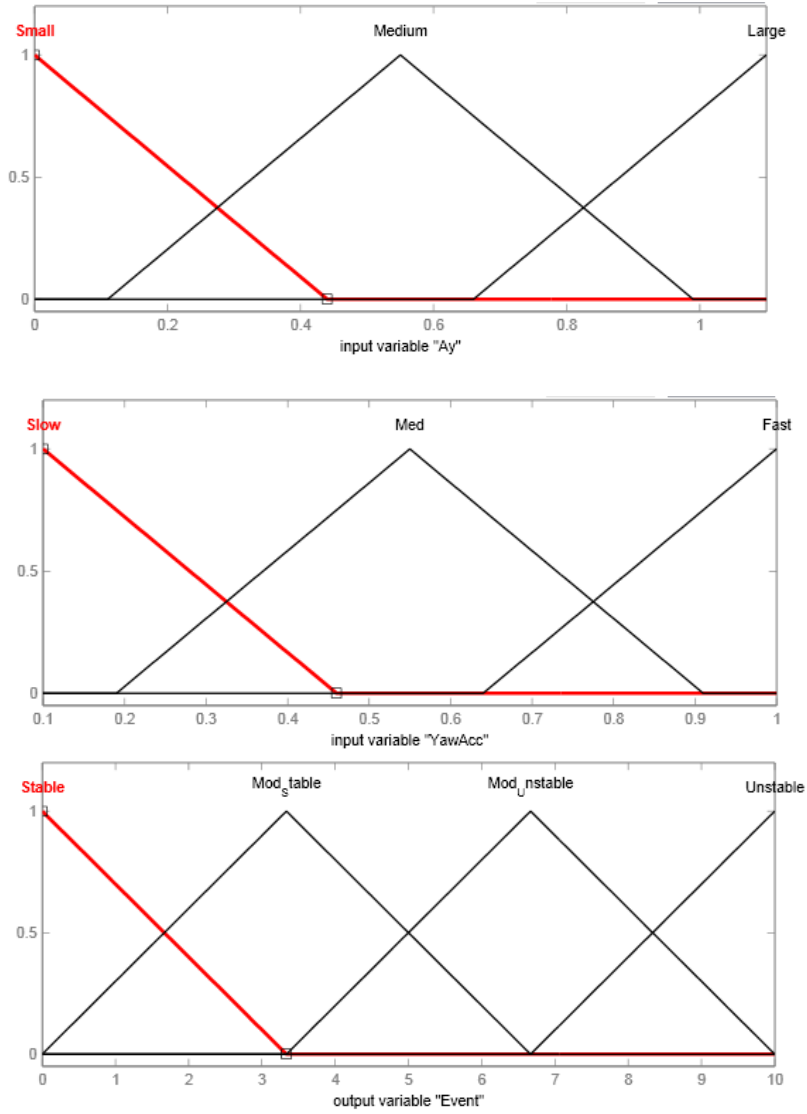 Small Medium Large
1
0.5
0
0 0.2 0.4 0.6 0.8 1
input variable "Ay"
Slow Med Fast
1
0.5
0
0.1 0.2 0.3 0.4 0.5 0.6 0.7 0.8 0.9 1
input variable "YawAcc"
Stable Mod_Stable Mod_Unstable Unstable
1
0.5
0
0 1 2 3 4 5 6 7 8 9 10
output variable "Event"